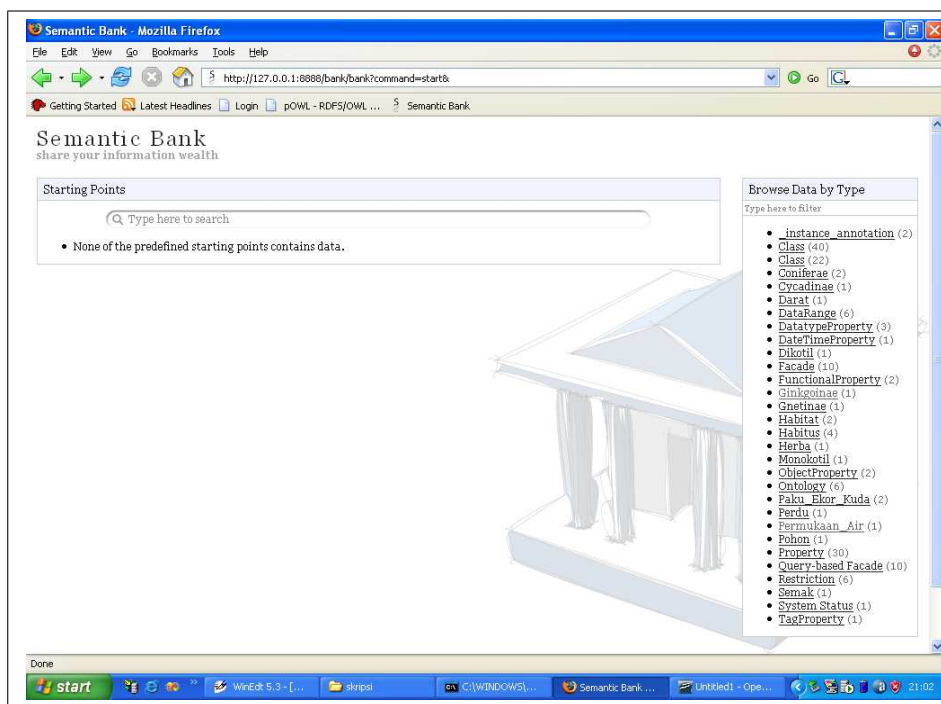 Semantic Bank - Mozilla Firefox
File Edit View Go Bookmarks Tools Help
http://127.0.0.1:8888/bank/bank?command=start&
Go
G
Getting Started Latest Headlines Login pOWL - RDFS/OWL ... Semantic Bank
Semantic Bank
share your information wealth
Starting Points
Type here to search
None of the predefined starting points contains data.
Browse Data by Type
Type here to filter
_instance_annotation (2)
Class (40)
Class (22)
Coniferae (2)
Cycadinae (1)
Darat (1)
DataRange (6)
DatatypeProperty (3)
DateTimeProperty (1)
Dikotil (1)
Facade (10)
FunctionalProperty (2)
Ginkgoinae (1)
Gnetinae (1)
Habitat (2)
Habitus (4)
Herba (1)
Monokotil (1)
ObjectProperty (2)
Ontology (6)
Paku_Ekor_Kuda (2)
Perdu (1)
Permukaan_Air (1)
Pohon (1)
Property (30)
Query-based Facade (10)
Restriction (6)
Semak (1)
System Status (1)
TagProperty (1)
Done
start WinEdt 5.3 - [... skripsi C:\WINDOWS\... Semantic Bank ... Untitled1 - Ope... 21:02